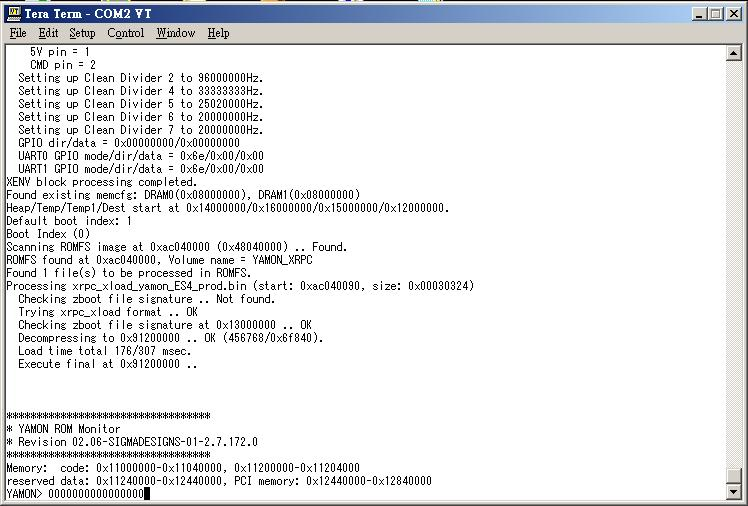 Tera Term - COM2 VT
File Edit Setup Control Window Help
5V pin = 1
CMD pin = 2
Setting up Clean Divider 2 to 96000000Hz.
Setting up Clean Divider 4 to 33333333Hz.
Setting up Clean Divider 5 to 25020000Hz.
Setting up Clean Divider 6 to 20000000Hz.
Setting up Clean Divider 7 to 20000000Hz.
GPIO dir/data = 0x00000000/0x00000000
UART0 GPIO mode/dir/data = 0x6e/0x00/0x00
UART1 GPIO mode/dir/data = 0x6e/0x00/0x00
XENV block processing completed.
Found existing memcfg: DRAM0(0x08000000), DRAM1(0x08000000)
Heap/Temp/Temp1/Dest start at 0x14000000/0x16000000/0x15000000/0x12000000.
Default boot index: 1
Boot Index (0)
Scanning ROMFS image at 0xac040000 (0x48040000) .. Found.
ROMFS found at 0xac040000, Volume name = YAMON_XRPC
Found 1 file(s) to be processed in ROMFS.
Processing xrpc_xload_yamon_ES4_prod.bin (start: 0xac040090, size: 0x00030324)
Checking zboot file signature .. Not found.
Trying xrpc_xload format .. OK
Checking zboot file signature at 0x13000000 .. OK
Decompressing to 0x91200000 .. OK (456768/0x6f840).
Load time total 176/307 msec.
Execute final at 0x91200000 ..
***********************************
* YAMON ROM Monitor
* Revision 02.06-SIGMADESIGNS-01-2.7.172.0
***********************************
Memory:  code: 0x11000000-0x11040000, 0x11200000-0x11204000
reserved data: 0x11240000-0x12440000, PCI memory: 0x12440000-0x12840000
YAMON> 0000000000000000